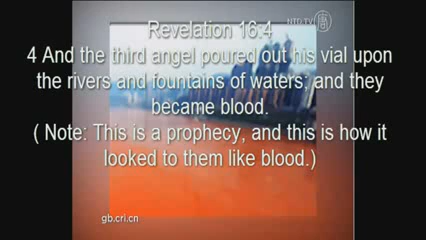 NTDTV
Revelation 16:4
4 And the third angel poured out his vial upon
the rivers and fountains of waters; and they
became blood.
( Note: This is a prophecy, and this is how it
looked to them like blood.)
gb.cri.cn